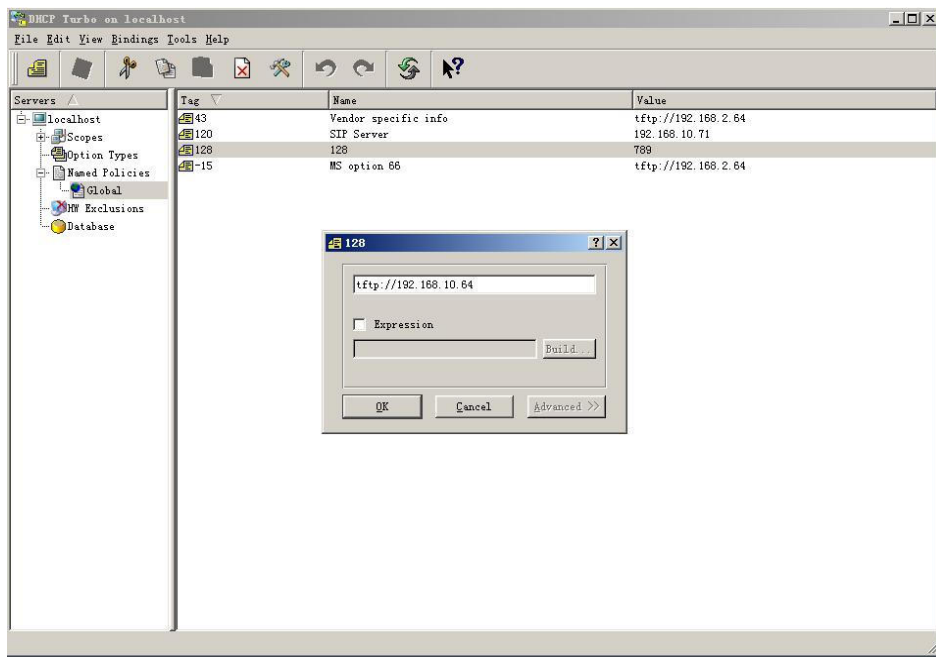 DHCP Turbo on localhost
File Edit View Bindings Tools Help
Servers
Tag Name Value
localhost
Scopes
Option Types
Named Policies
Global
HW Exclusions
Database
43 Vendor specific info tftp://192.168.2.64
120 SIP Server 192.168.10.71
128 128 789
-15 MS option 66 tftp://192.168.2.64
128
tftp://192.168.10.64
Expression
Build...
OK Cancel Advanced >>